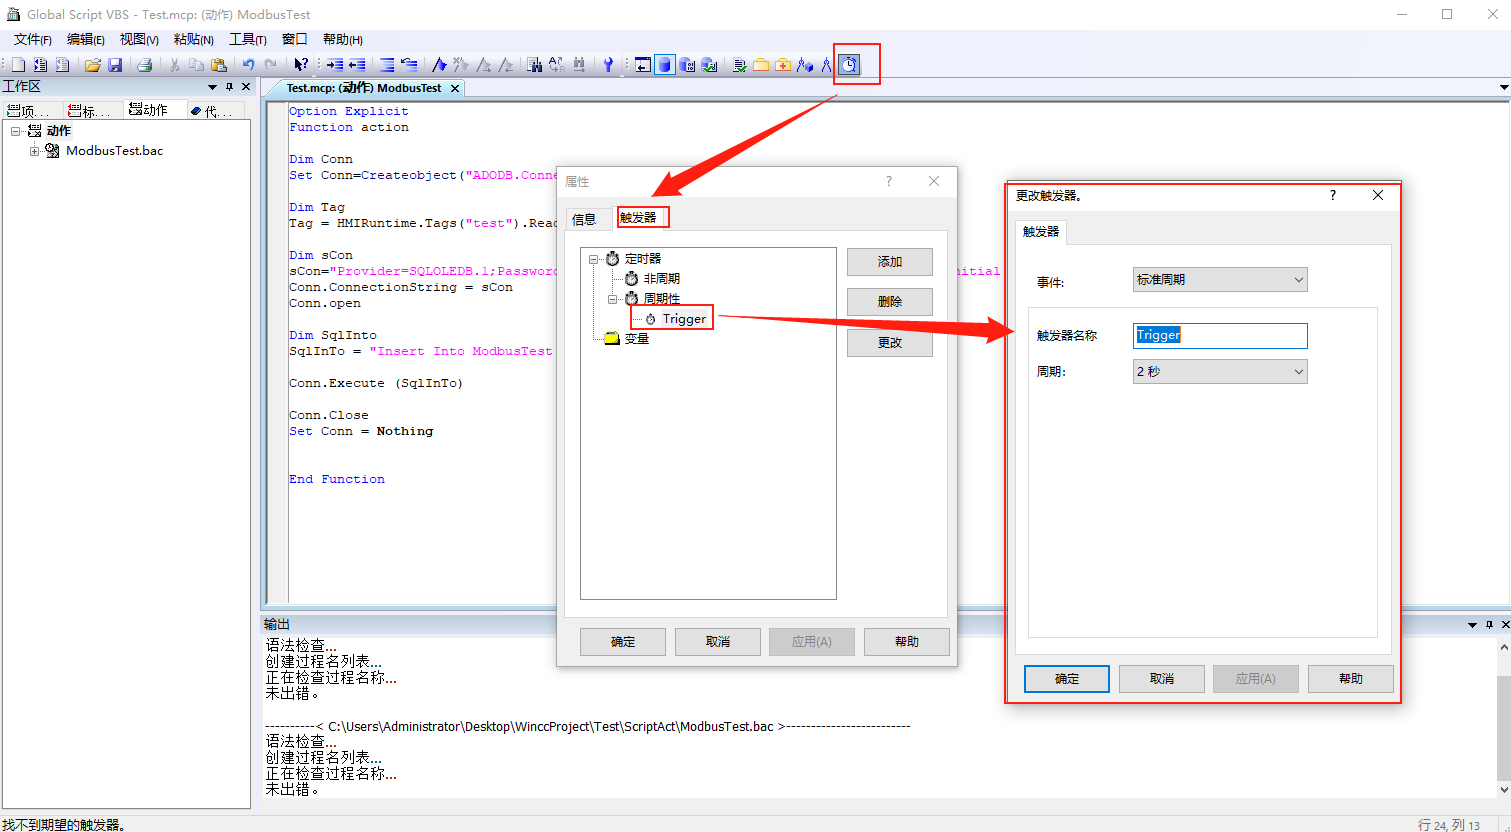 Global Script VBS - Test.mcp: (动作) ModbusTest
文件(F) 编辑(E) 视图(V) 粘贴(N) 工具(T) 窗口 帮助(H)
工作区
项... 标... 动作 代...
动作
ModbusTest.bac
Test.mcp: (动作) ModbusTest
Option Explicit
Function action
Dim Conn
Set Conn=Createobject("ADODB.Conne
Dim Tag
Tag = HMIRuntime.Tags("test").Read
Dim sCon
sCon="Provider=SQLOLEDB.1;Password
nitial
Conn.ConnectionString = sCon
Conn.open
Dim SqlInto
SqlInTo = "Insert Into ModbusTest
Conn.Execute (SqlInTo)
Conn.Close
Set Conn = Nothing
End Function
属性
信息 触发器
定时器
非周期
周期性
Trigger
变量
添加
删除
更改
确定 取消 应用(A) 帮助
更改触发器。
触发器
事件: 标准周期
触发器名称 Trigger
周期: 2 秒
确定 取消 应用(A) 帮助
输出
语法检查...
创建过程名列表...
正在检查过程名称...
未出错。
----------< C:\Users\Administrator\Desktop\WinccProject\Test\ScriptAct\ModbusTest.bac >-------------------------
语法检查...
创建过程名列表...
正在检查过程名称...
未出错。
找不到期望的触发器。
行 24, 列 13